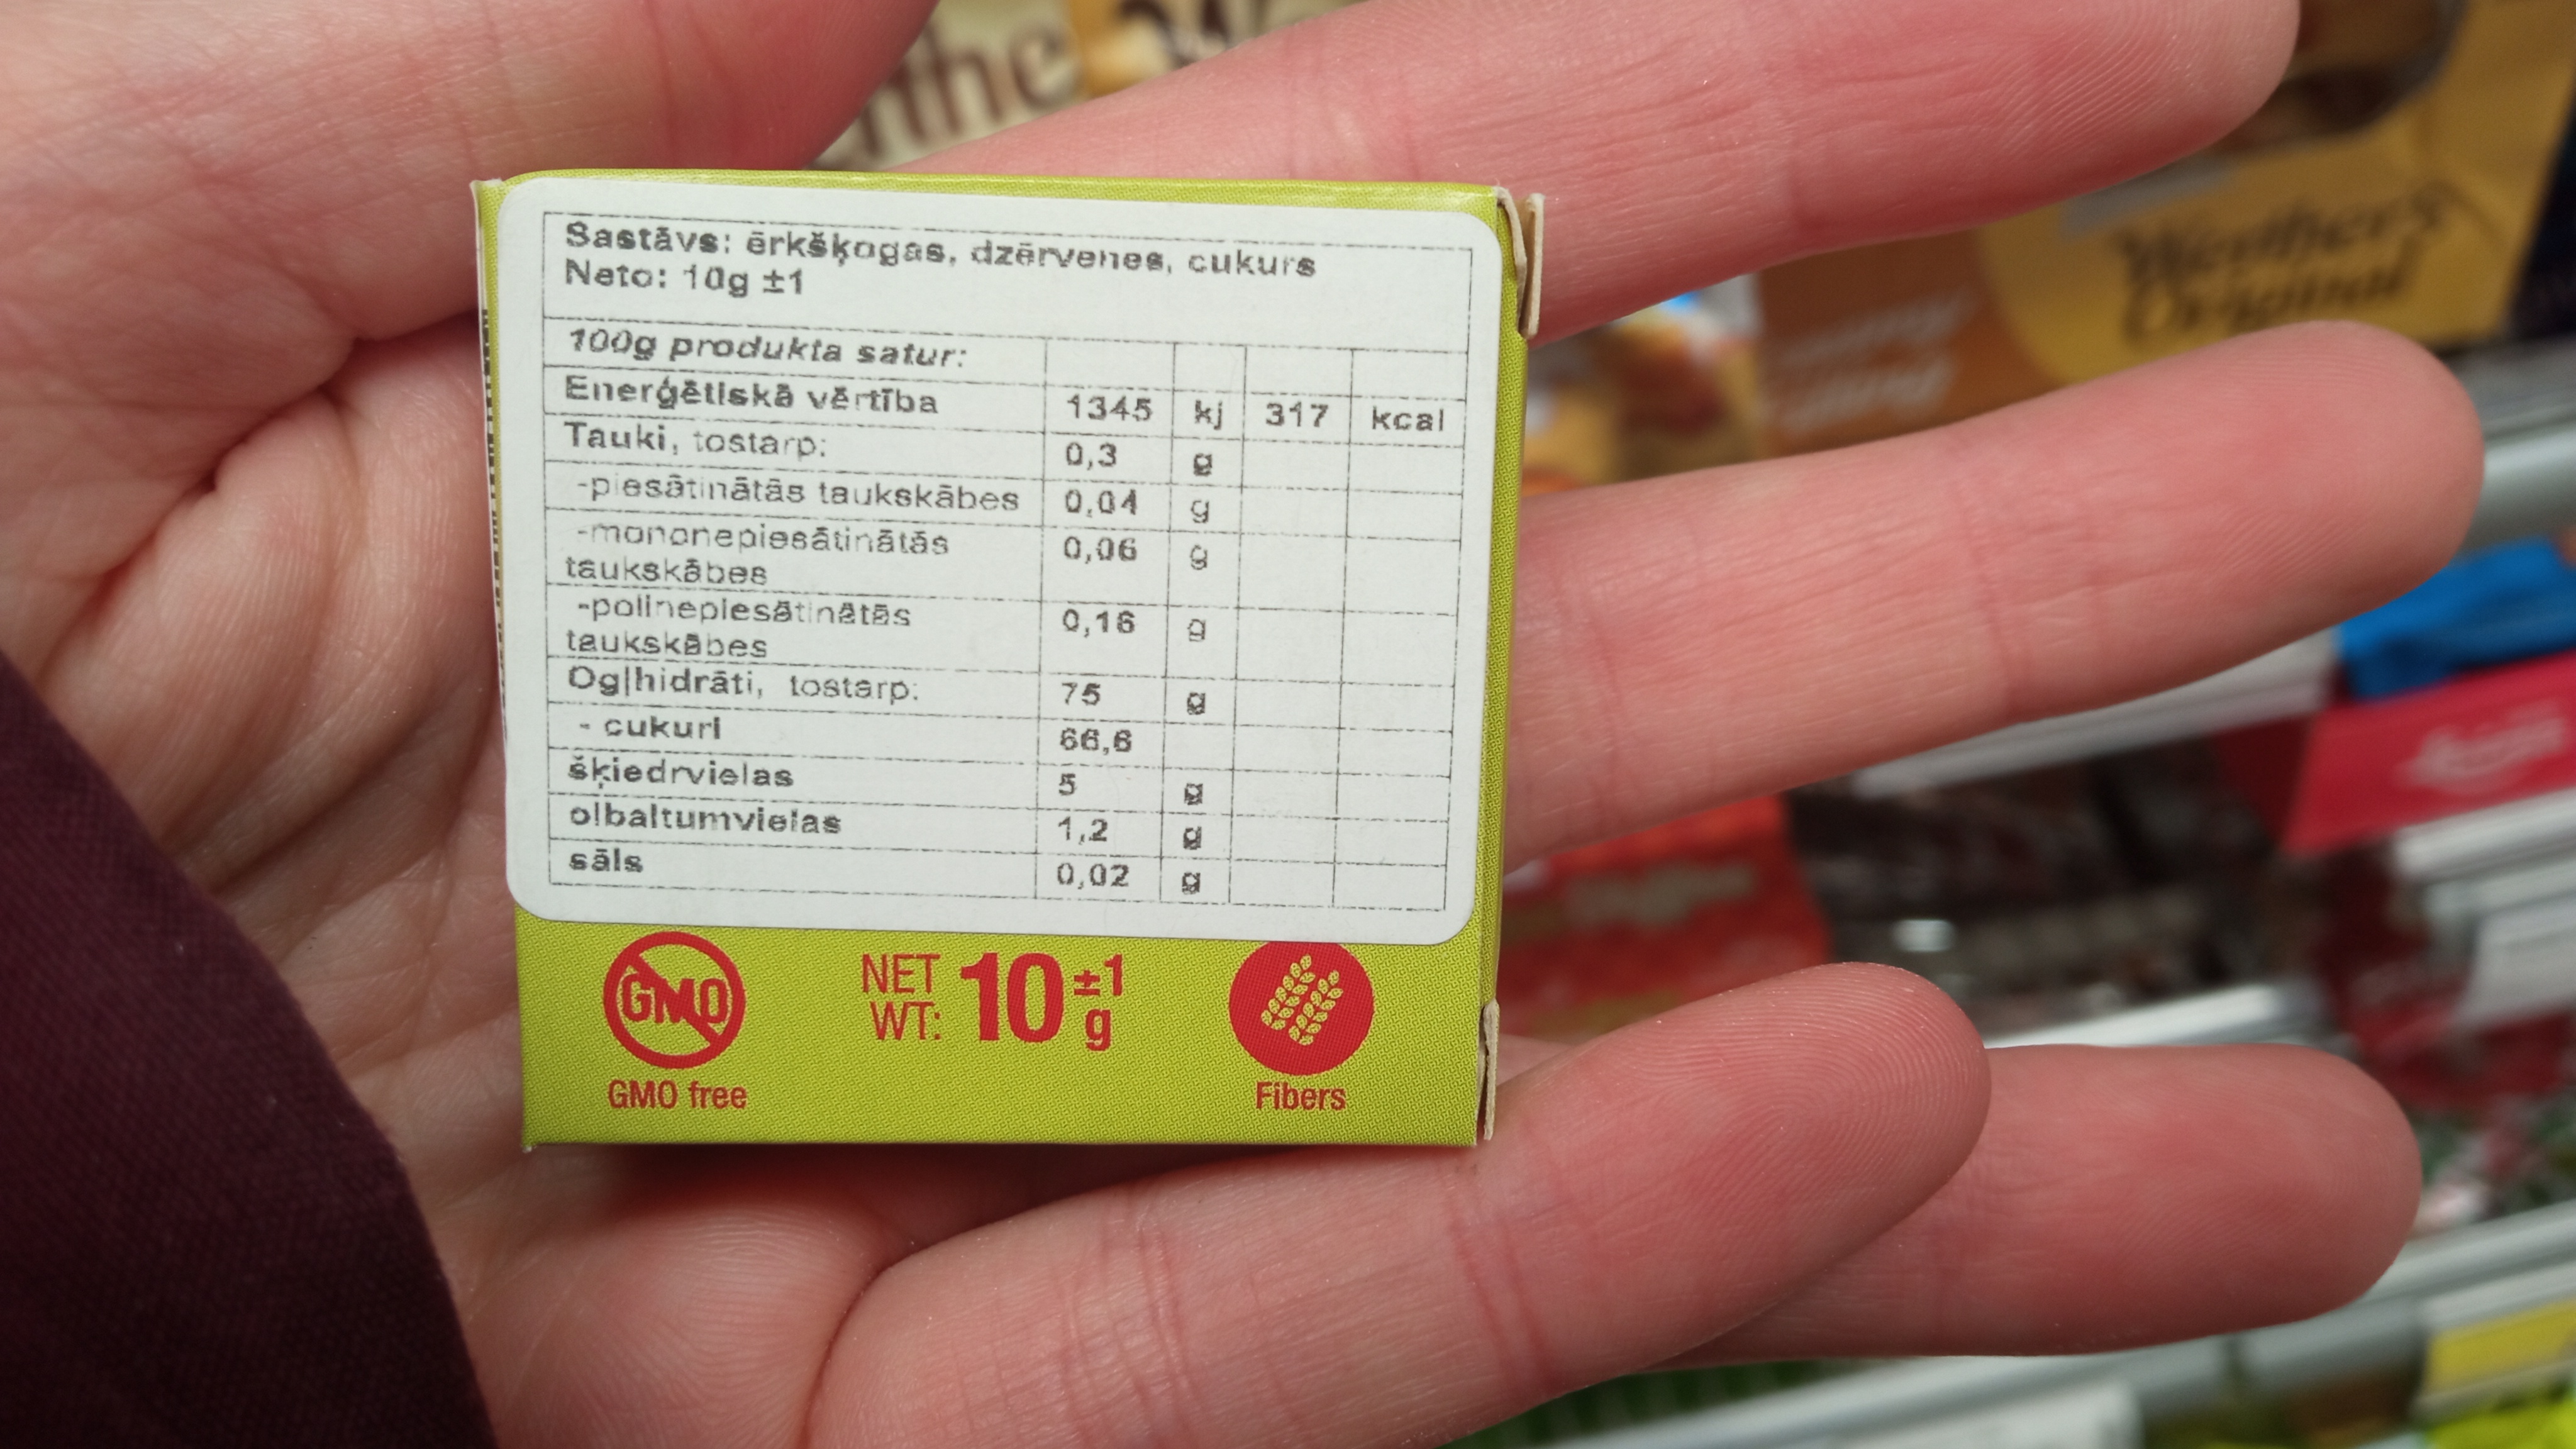 Sastāvs: ērkšķogas, dzērvenes, cukurs
Neto: 10g ±1
100g produkta satur:
Enerģētiskā vērtība 1345 kj 317 kcal
Tauki, tostarp: 0,3 g
-piesātinātās taukskābes 0,04 g
-mononepiesātinātās taukskābes 0,06 g
-polinepiesātinātās taukskābes 0,16 g
Ogļhidrāti, tostarp: 75 g
- cukuri 66,6
šķiedrvielas 5 g
olbaltumvielas 1,2 g
sāls 0,02 g
GMO
GMO free
NET WT: 10 ±1 g
Fibers
Werther's
Original